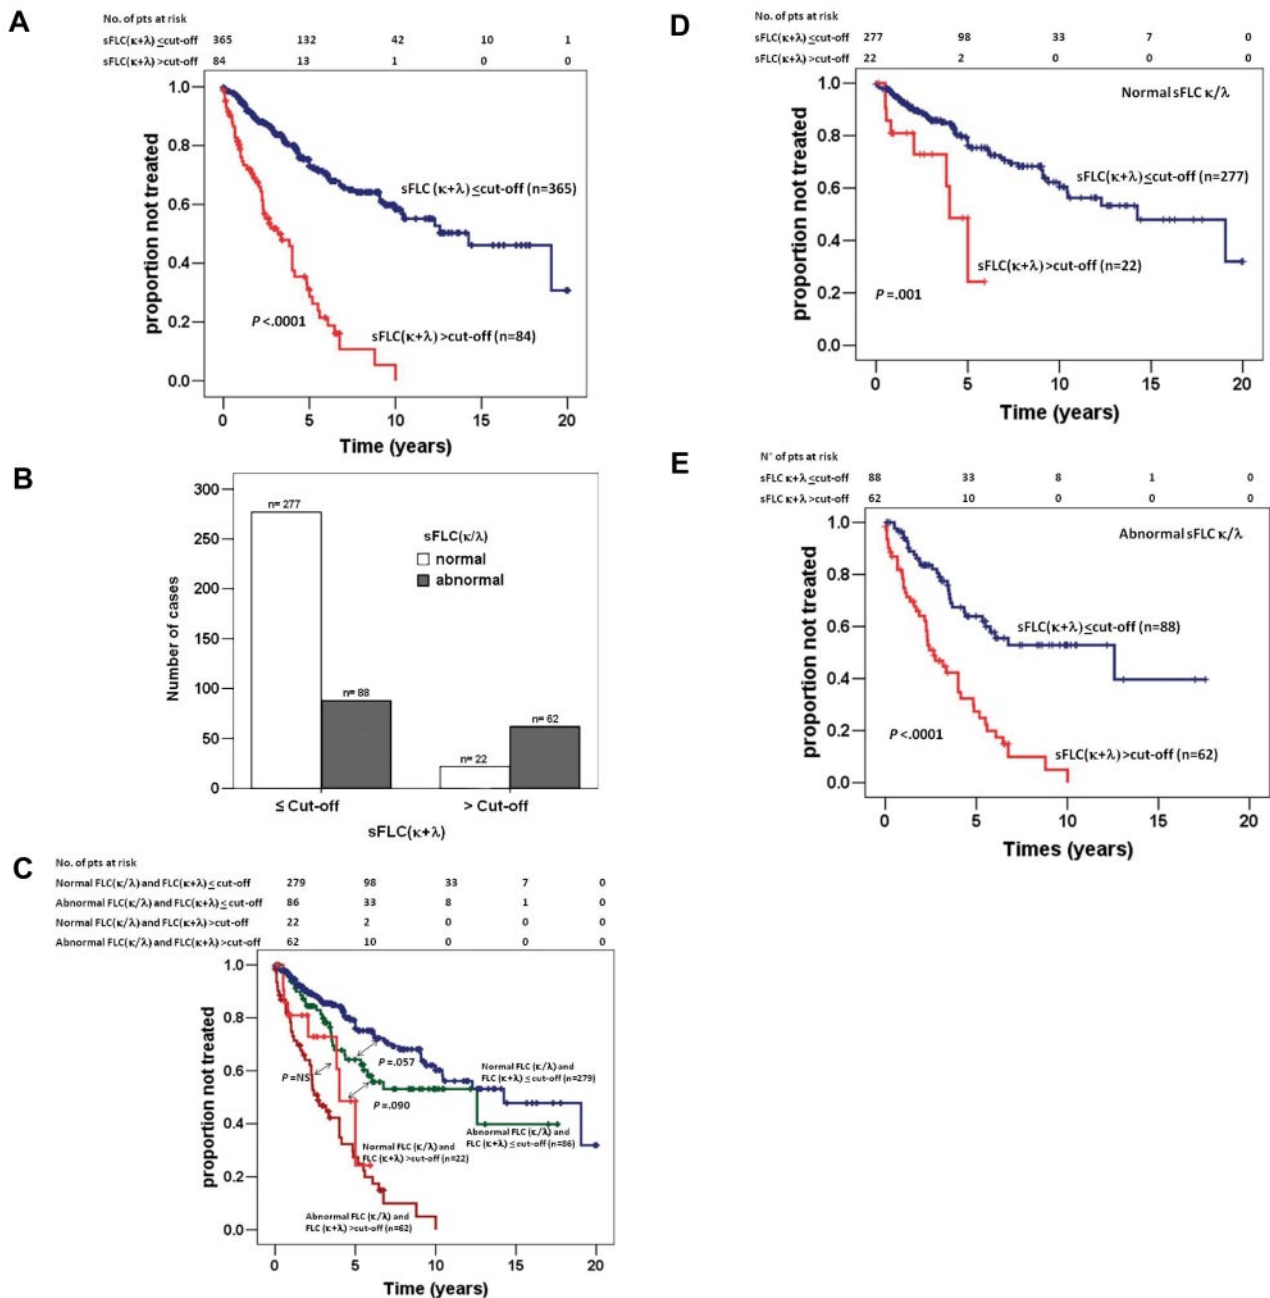 A
No. of pts at risk
sFLC(κ+λ) ≤cut-off 365 132 42 10 1
sFLC(κ+λ) >cut-off 84 13 1 0 0
proportion not treated
1.0
0.8
0.6
0.4
0.2
0.0
sFLC (κ+λ) ≤cut-off (n=365)
P <.0001
sFLC(κ+λ) >cut-off (n=84)
0 5 10 15 20
Time (years)
B
Number of cases
300
250
200
150
100
50
0
n= 277
sFLC(κ/λ)
normal
abnormal
n= 88
n= 62
n= 22
≤ Cut-off > Cut-off
sFLC(κ+λ)
C
No. of pts at risk
Normal FLC(κ/λ) and FLC(κ+λ) ≤ cut-off 279 98 33 7 0
Abnormal FLC(κ/λ) and FLC(κ+λ) ≤ cut-off 86 33 8 1 0
Normal FLC(κ/λ) and FLC(κ+λ) >cut-off 22 2 0 0 0
Abnormal FLC(κ/λ) and FLC(κ+λ) >cut-off 62 10 0 0 0
proportion not treated
1.0
0.8
0.6
0.4
0.2
0.0
P =.057
P =NS
P =.090
Normal FLC (κ/λ) and
FLC (κ+λ) ≤ cut-off (n=279)
Abnormal FLC (κ/λ) and
FLC (κ+λ) ≤ cut-off (n=86)
Normal FLC (κ/λ) and
FLC (κ+λ) >cut-off (n=22)
Abnormal FLC (κ/λ) and
FLC (κ+λ) >cut-off (n=62)
0 5 10 15 20
Time (years)
D
No. of pts at risk
sFLC(κ+λ) ≤cut-off 277 98 33 7 0
sFLC(κ+λ) >cut-off 22 2 0 0 0
proportion not treated
1.0
0.8
0.6
0.4
0.2
0.0
Normal sFLC κ/λ
sFLC(κ+λ) ≤cut-off (n=277)
sFLC(κ+λ) >cut-off (n=22)
P =.001
0 5 10 15 20
Time (years)
E
N° of pts at risk
sFLC κ+λ ≤cut-off 88 33 8 1 0
sFLC κ+λ >cut-off 62 10 0 0 0
proportion not treated
1.0
0.8
0.6
0.4
0.2
0.0
Abnormal sFLC κ/λ
sFLC(κ+λ) ≤cut-off (n=88)
P <.0001
sFLC(κ+λ) >cut-off (n=62)
0 5 10 15 20
Times (years)